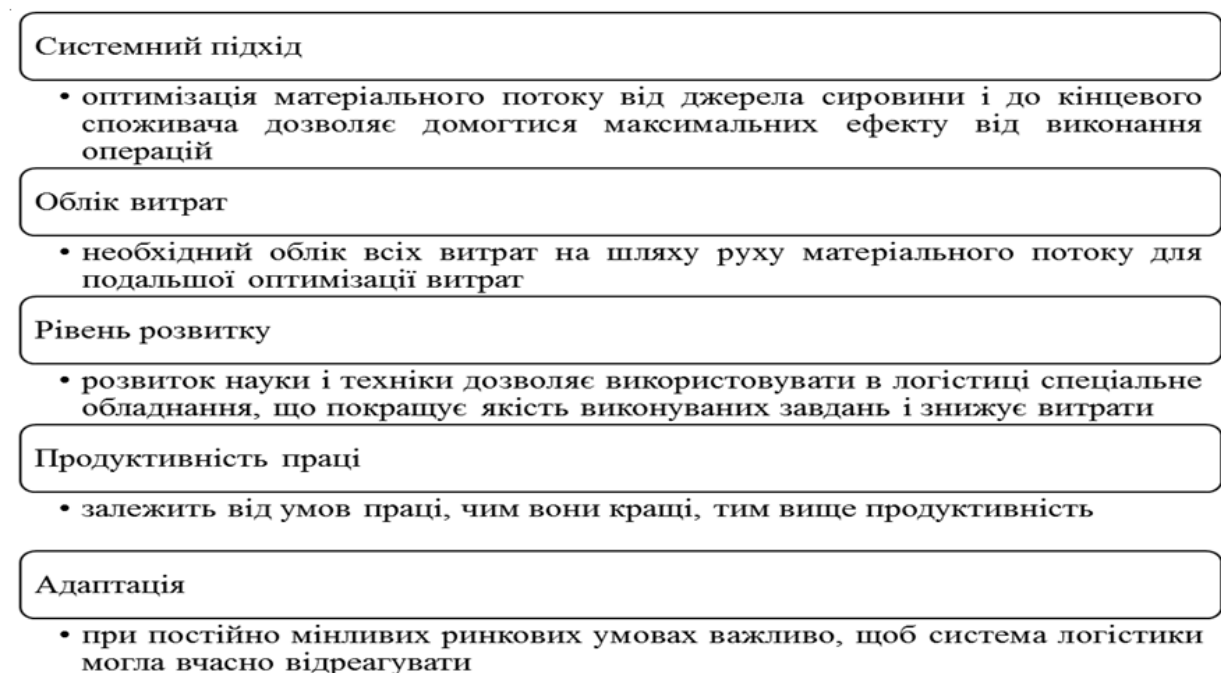 Системний підхід
• оптимізація матеріального потоку від джерела сировини і до кінцевого
споживача дозволяє домогтися максимальних ефекту від виконання
операцій
Облік витрат
• необхідний облік всіх витрат на шляху руху матеріального потоку для
подальшої оптимізації витрат
Рівень розвитку
• розвиток науки і техніки дозволяє використовувати в логістиці спеціальне
обладнання, що покращує якість виконуваних завдань і знижує витрати
Продуктивність праці
• залежить від умов праці, чим вони кращі, тим вище продуктивність
Адаптація
• при постійно мінливих ринкових умовах важливо, щоб система логістики
могла вчасно відреагувати